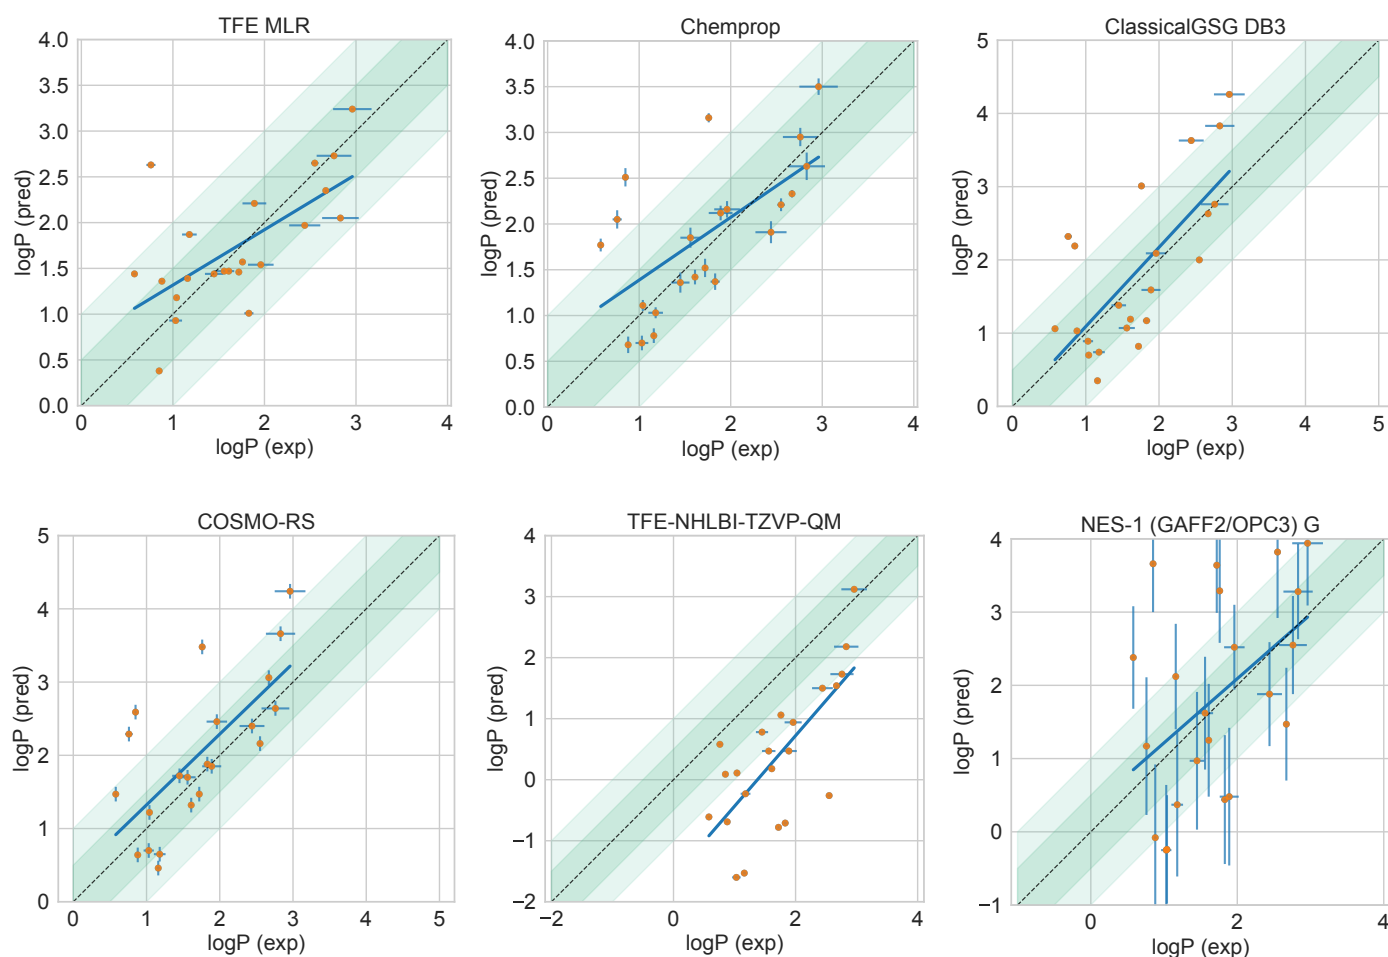 TFE MLR
4.0
3.5
3.0
2.5
2.0
1.5
1.0
0.5
0.0
logP (pred)
0 1 2 3 4
logP (exp)
Chemprop
4.0
3.5
3.0
2.5
2.0
1.5
1.0
0.5
0.0
logP (pred)
0 1 2 3 4
logP (exp)
ClassicalGSG DB3
5
4
3
2
1
0
logP (pred)
0 1 2 3 4 5
logP (exp)
COSMO-RS
5
4
3
2
1
0
logP (pred)
0 1 2 3 4 5
logP (exp)
TFE-NHLBI-TZVP-QM
4
3
2
1
0
−1
−2
logP (pred)
−2 0 2 4
logP (exp)
NES-1 (GAFF2/OPC3) G
4
3
2
1
0
−1
logP (pred)
0 2 4
logP (exp)